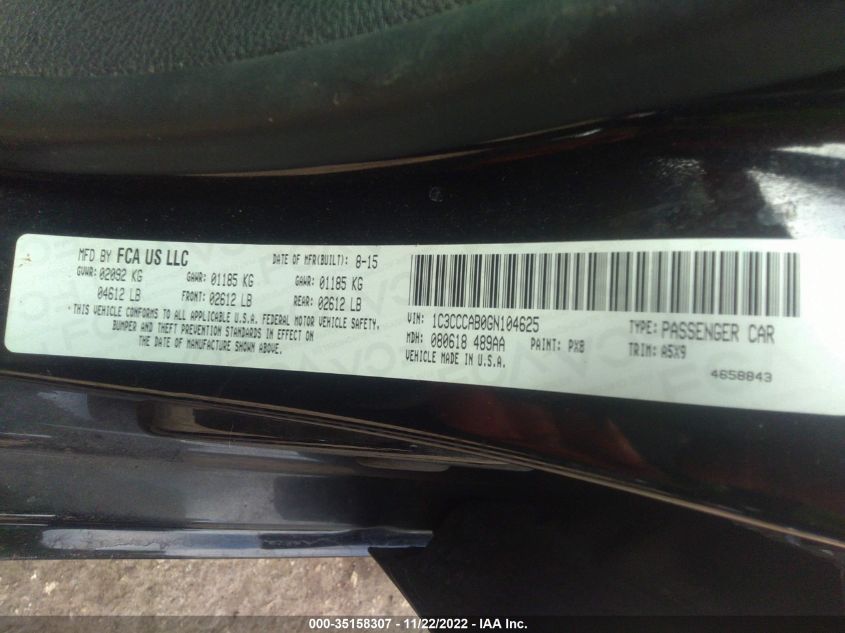 MFD BY FCA US LLC DATE OF MFR(BUILT): 8-15
GVWR: 02092 KG GAWR: 01185 KG GAWR: 01185 KG
04612 LB FRONT: 02612 LB REAR: 02612 LB
THIS VEHICLE CONFORMS TO ALL APPLICABLE U.S.A. FEDERAL MOTOR VEHICLE SAFETY,
BUMPER AND THEFT PREVENTION STANDARDS IN EFFECT ON
THE DATE OF MANUFACTURE SHOWN ABOVE.
VIN: 1C3CCCAB0GN104625 TYPE: PASSENGER CAR
MDH: 080618 489AA PAINT: PX8 TRIM: A5X9
VEHICLE MADE IN U.S.A.
4658843
000-35158307 - 11/22/2022 - IAA Inc.